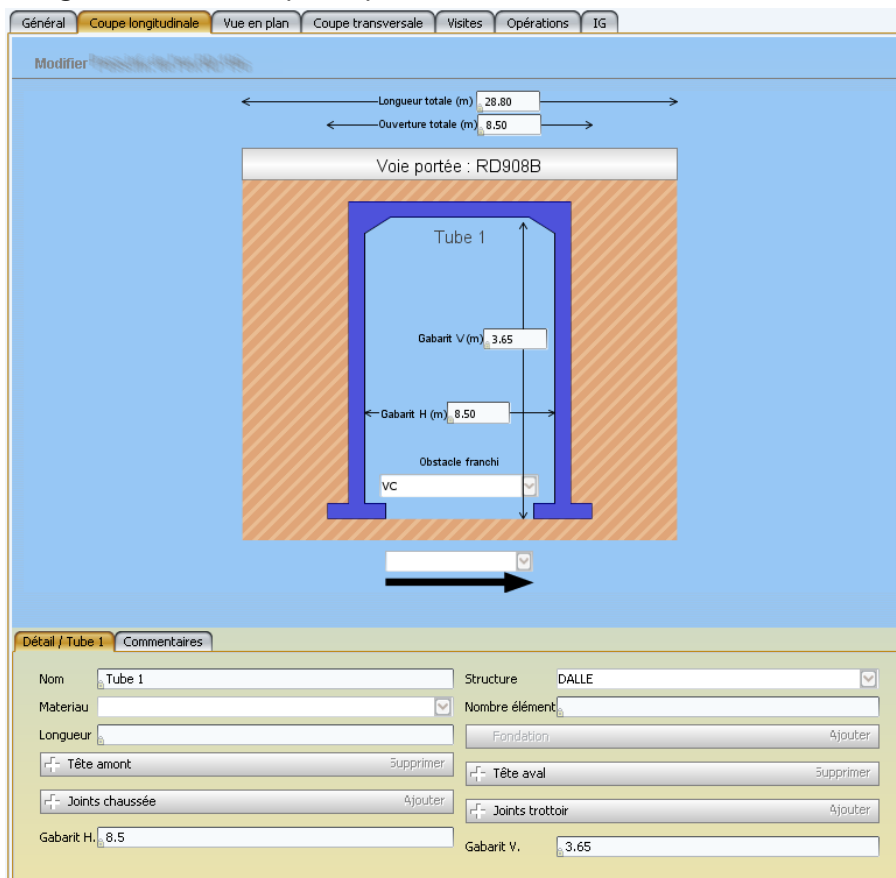 Général Coupe longitudinale Vue en plan Coupe transversale Visites Opérations IG
Modifier
Longueur totale (m) 28.80
Ouverture totale (m) 8.50
Voie portée : RD908B
Tube 1
Gabarit V (m) 3.65
Gabarit H (m) 8.50
Obstacle franchi
VC
Détail / Tube 1 Commentaires
Nom Tube 1 Structure DALLE
Materiau Nombre élément
Longueur Fondation Ajouter
Tête amont Supprimer Tête aval Supprimer
Joints chaussée Ajouter Joints trottoir Ajouter
Gabarit H. 8.5 Gabarit V. 3.65